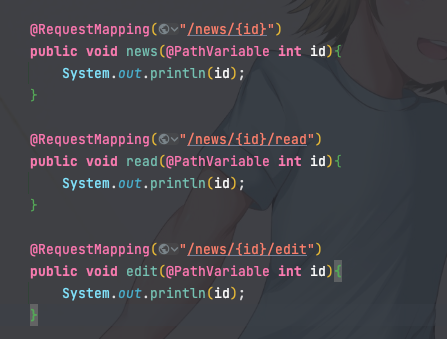 @RequestMapping("/news/{id}")
public void news(@PathVariable int id){
    System.out.println(id);
}
@RequestMapping("/news/{id}/read")
public void read(@PathVariable int id){
    System.out.println(id);
}
@RequestMapping("/news/{id}/edit")
public void edit(@PathVariable int id){
    System.out.println(id);
}